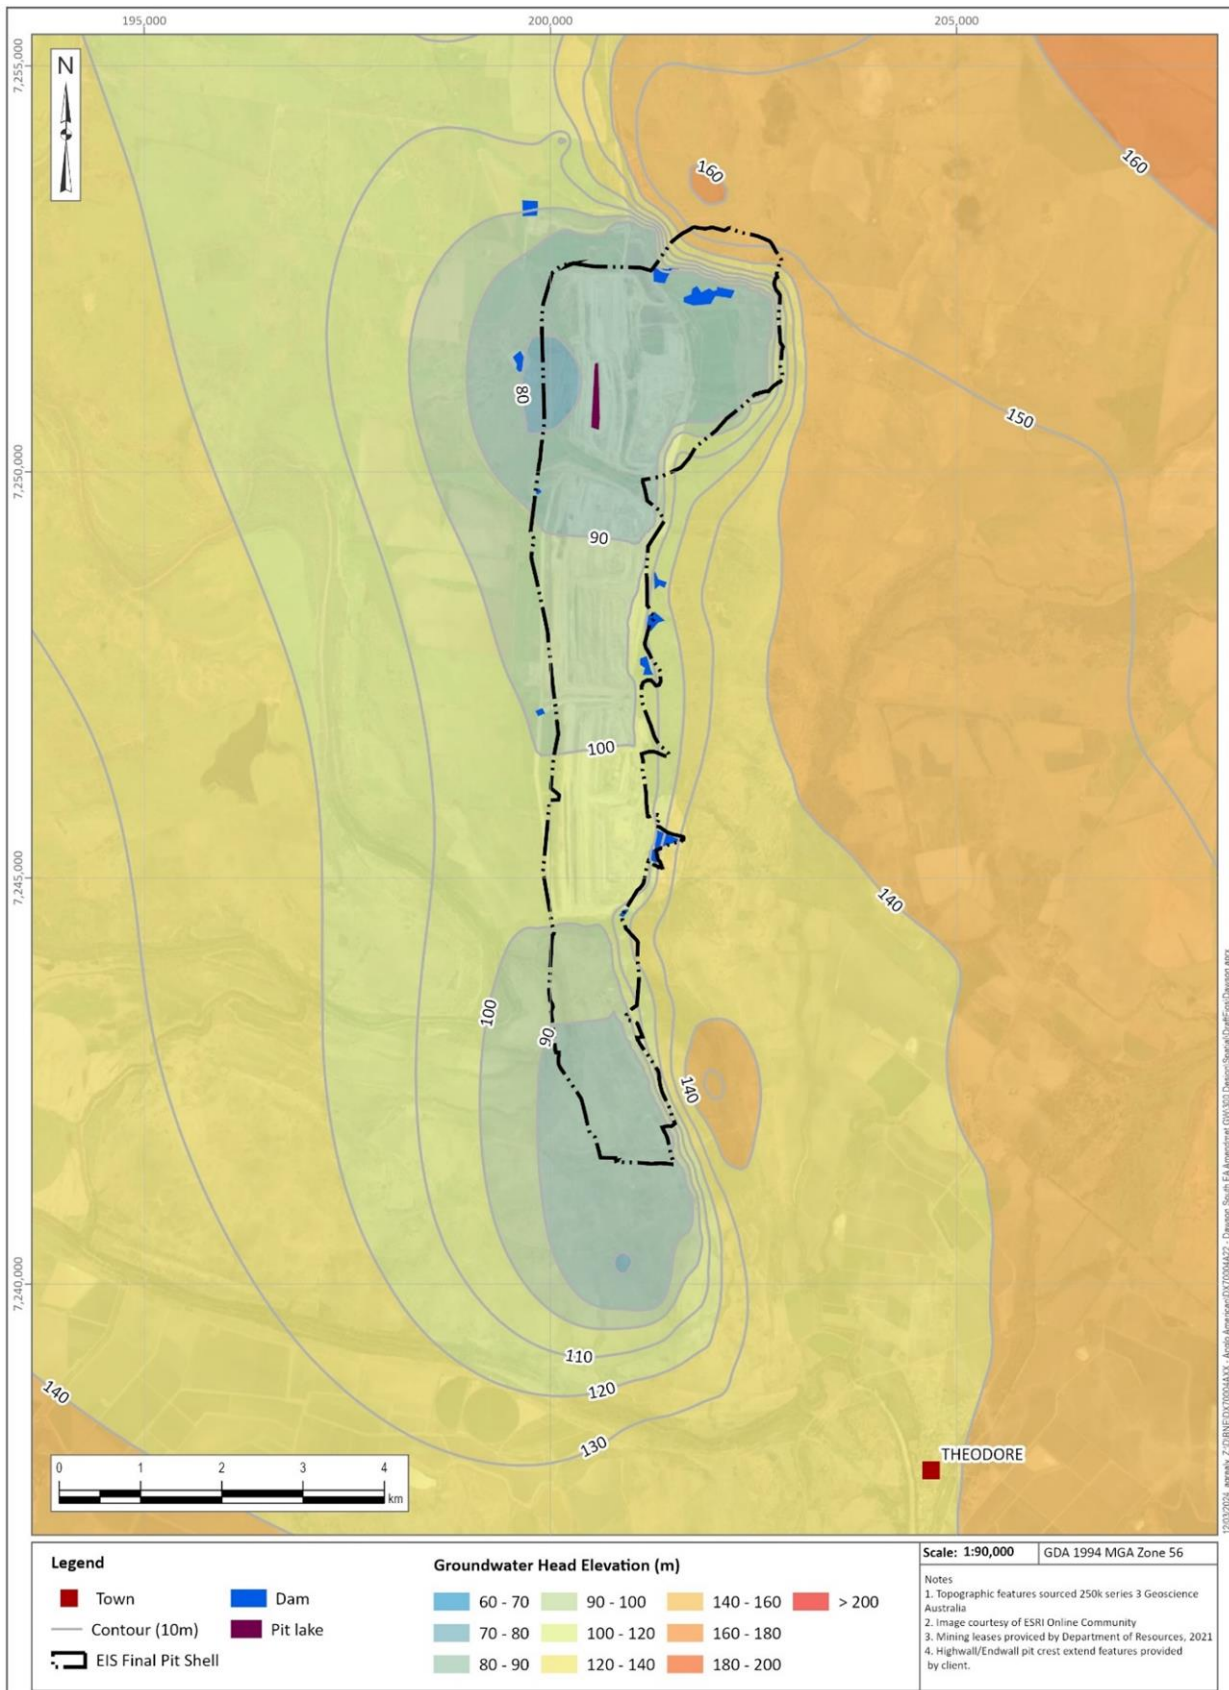 195,000
200,000
205,000
7,255,000
N
160
160
150
80
7,250,000
90
100
7,245,000
140
100
90
140
7,240,000
110
120
140
130
THEODORE
0 1 2 3 4
km
Legend
Town
Dam
Contour (10m)
Pit lake
EIS Final Pit Shell
Groundwater Head Elevation (m)
60 - 70
90 - 100
140 - 160
> 200
70 - 80
100 - 120
160 - 180
80 - 90
120 - 140
180 - 200
Scale: 1:90,000
GDA 1994 MGA Zone 56
Notes
1. Topographic features sourced 250k series 3 Geoscience
Australia
2. Image courtesy of ESRI Online Community
3. Mining leases proviced by Department of Resources, 2021
4. Highwall/Endwall pit crest extend features provided
by client.